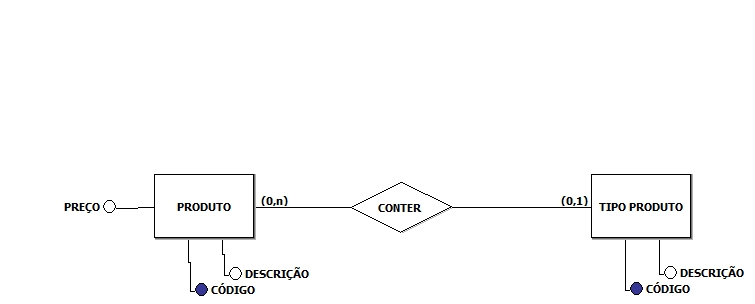 (0,n)
(0,1)
PREÇO
PRODUTO
CONTER
TIPO PRODUTO
DESCRIÇÃO
DESCRIÇÃO
CÓDIGO
CÓDIGO